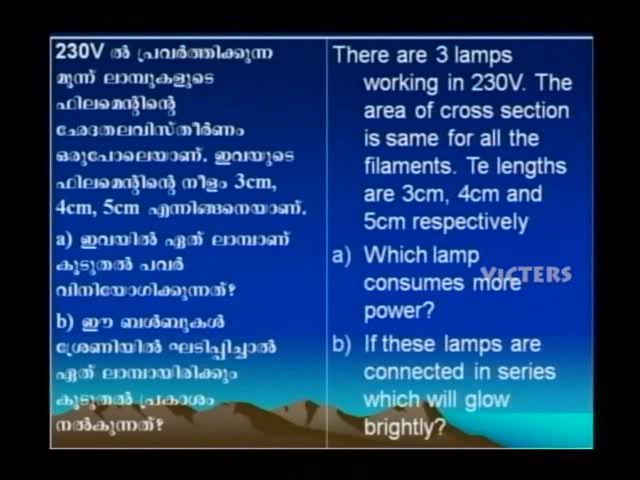 230V ൽ പ്രവർത്തിക്കുന്ന
മൂന്ന് ലാമ്പുകളുടെ
ഫിലമെന്റിന്റെ
ഛേദതലവിസ്തീർണം
ഒരുപോലെയാണ്. ഇവയുടെ
ഫിലമെന്റിന്റെ നീളം 3cm,
4cm, 5cm എന്നിങ്ങനെയാണ്.
a) ഇവയിൽ ഏത് ലാമ്പാണ്
കൂടുതൽ പവർ
വിനിയോഗിക്കുന്നത്?
b) ഈ ബൾബുകൾ
ശ്രേണിയിൽ ഘടിപ്പിച്ചാൽ
ഏത് ലാമ്പായിരിക്കും
കൂടുതൽ പ്രകാശം
നൽകുന്നത്?
There are 3 lamps
working in 230V. The
area of cross section
is same for all the
filaments. Te lengths
are 3cm, 4cm and
5cm respectively
a) Which lamp
consumes more
power?
b) If these lamps are
connected in series
which will glow
brightly?
VICTERS